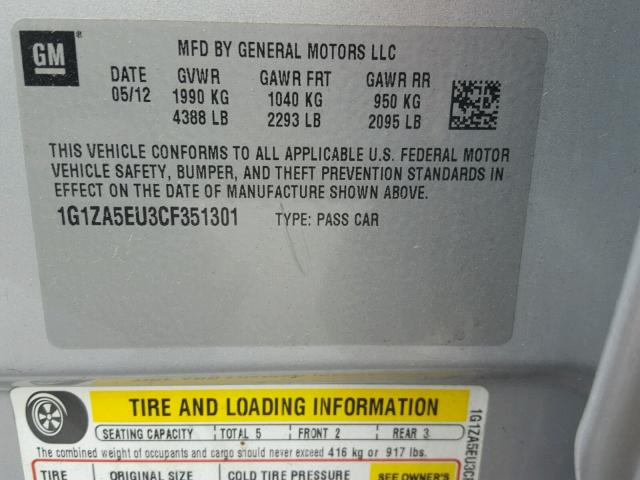 GM
MFD BY GENERAL MOTORS LLC
DATE GVWR GAWR FRT GAWR RR
05/12 1990 KG 1040 KG 950 KG
4388 LB 2293 LB 2095 LB
THIS VEHICLE CONFORMS TO ALL APPLICABLE U.S. FEDERAL MOTOR
VEHICLE SAFETY, BUMPER, AND THEFT PREVENTION STANDARDS IN
EFFECT ON THE DATE OF MANUFACTURE SHOWN ABOVE.
1G1ZA5EU3CF351301 TYPE: PASS CAR
TIRE AND LOADING INFORMATION
SEATING CAPACITY TOTAL 5 FRONT 2 REAR 3
The combined weight of occupants and cargo should never exceed 416 kg or 917 lbs.
TIRE ORIGINAL SIZE COLD TIRE PRESSURE SEE OWNER'S
1G1ZA5EU3C